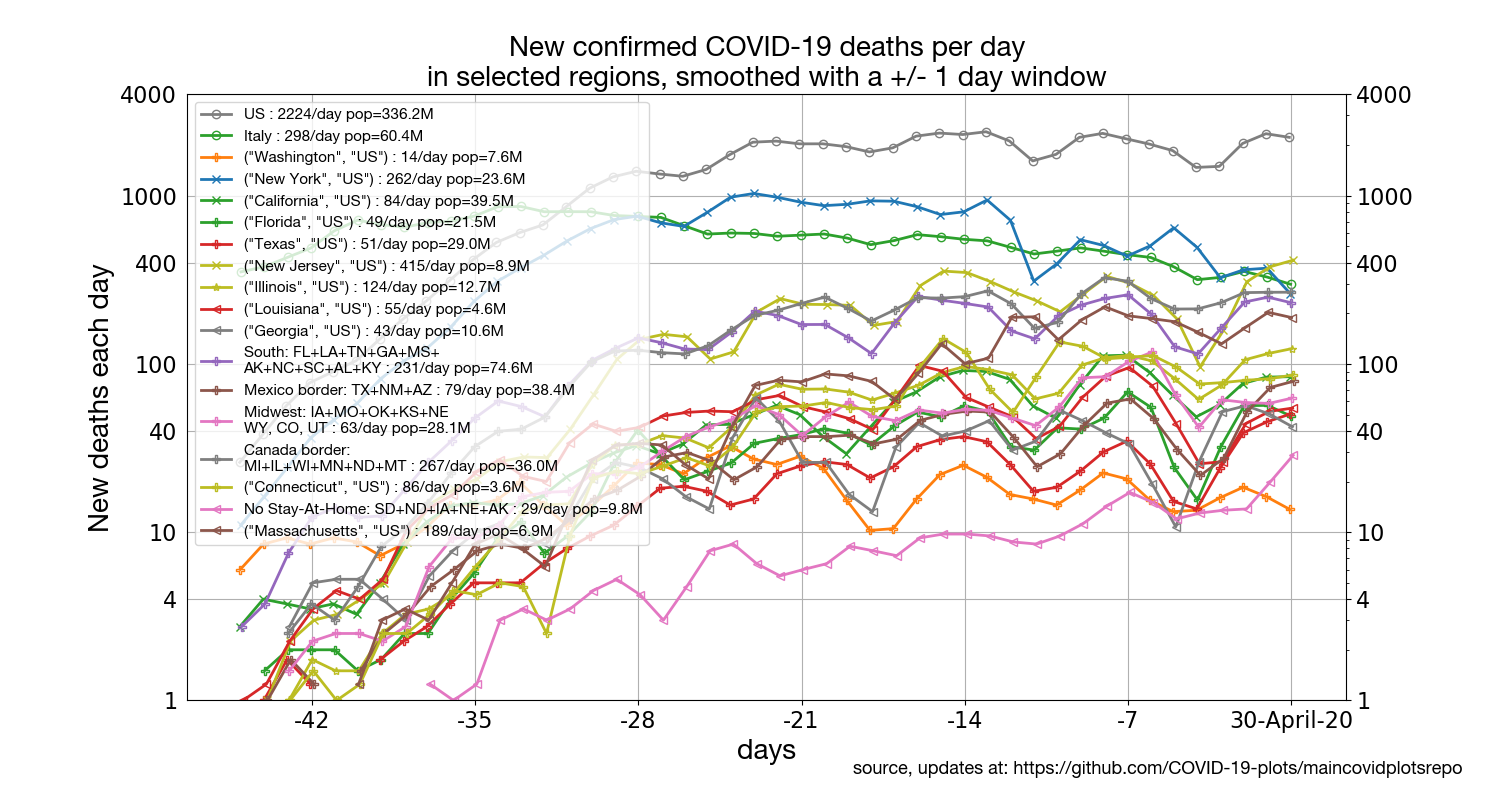 New confirmed COVID-19 deaths per day
in selected regions, smoothed with a +/- 1 day window
4000
1000
400
100
40
10
4
1
4000
1000
400
100
40
10
4
1
New deaths each day
US : 2224/day pop=336.2M
Italy : 298/day pop=60.4M
("Washington", "US") : 14/day pop=7.6M
("New York", "US") : 262/day pop=23.6M
("California", "US") : 84/day pop=39.5M
("Florida", "US") : 49/day pop=21.5M
("Texas", "US") : 51/day pop=29.0M
("New Jersey", "US") : 415/day pop=8.9M
("Illinois", "US") : 124/day pop=12.7M
("Louisiana", "US") : 55/day pop=4.6M
("Georgia", "US") : 43/day pop=10.6M
South: FL+LA+TN+GA+MS+
AK+NC+SC+AL+KY : 231/day pop=74.6M
Mexico border: TX+NM+AZ : 79/day pop=38.4M
Midwest: IA+MO+OK+KS+NE
WY, CO, UT : 63/day pop=28.1M
Canada border:
MI+IL+WI+MN+ND+MT : 267/day pop=36.0M
("Connecticut", "US") : 86/day pop=3.6M
No Stay-At-Home: SD+ND+IA+NE+AK : 29/day pop=9.8M
("Massachusetts", "US") : 189/day pop=6.9M
-42
-35
-28
-21
-14
-7
30-April-20
days
source, updates at: https://github.com/COVID-19-plots/maincovidplotsrepo